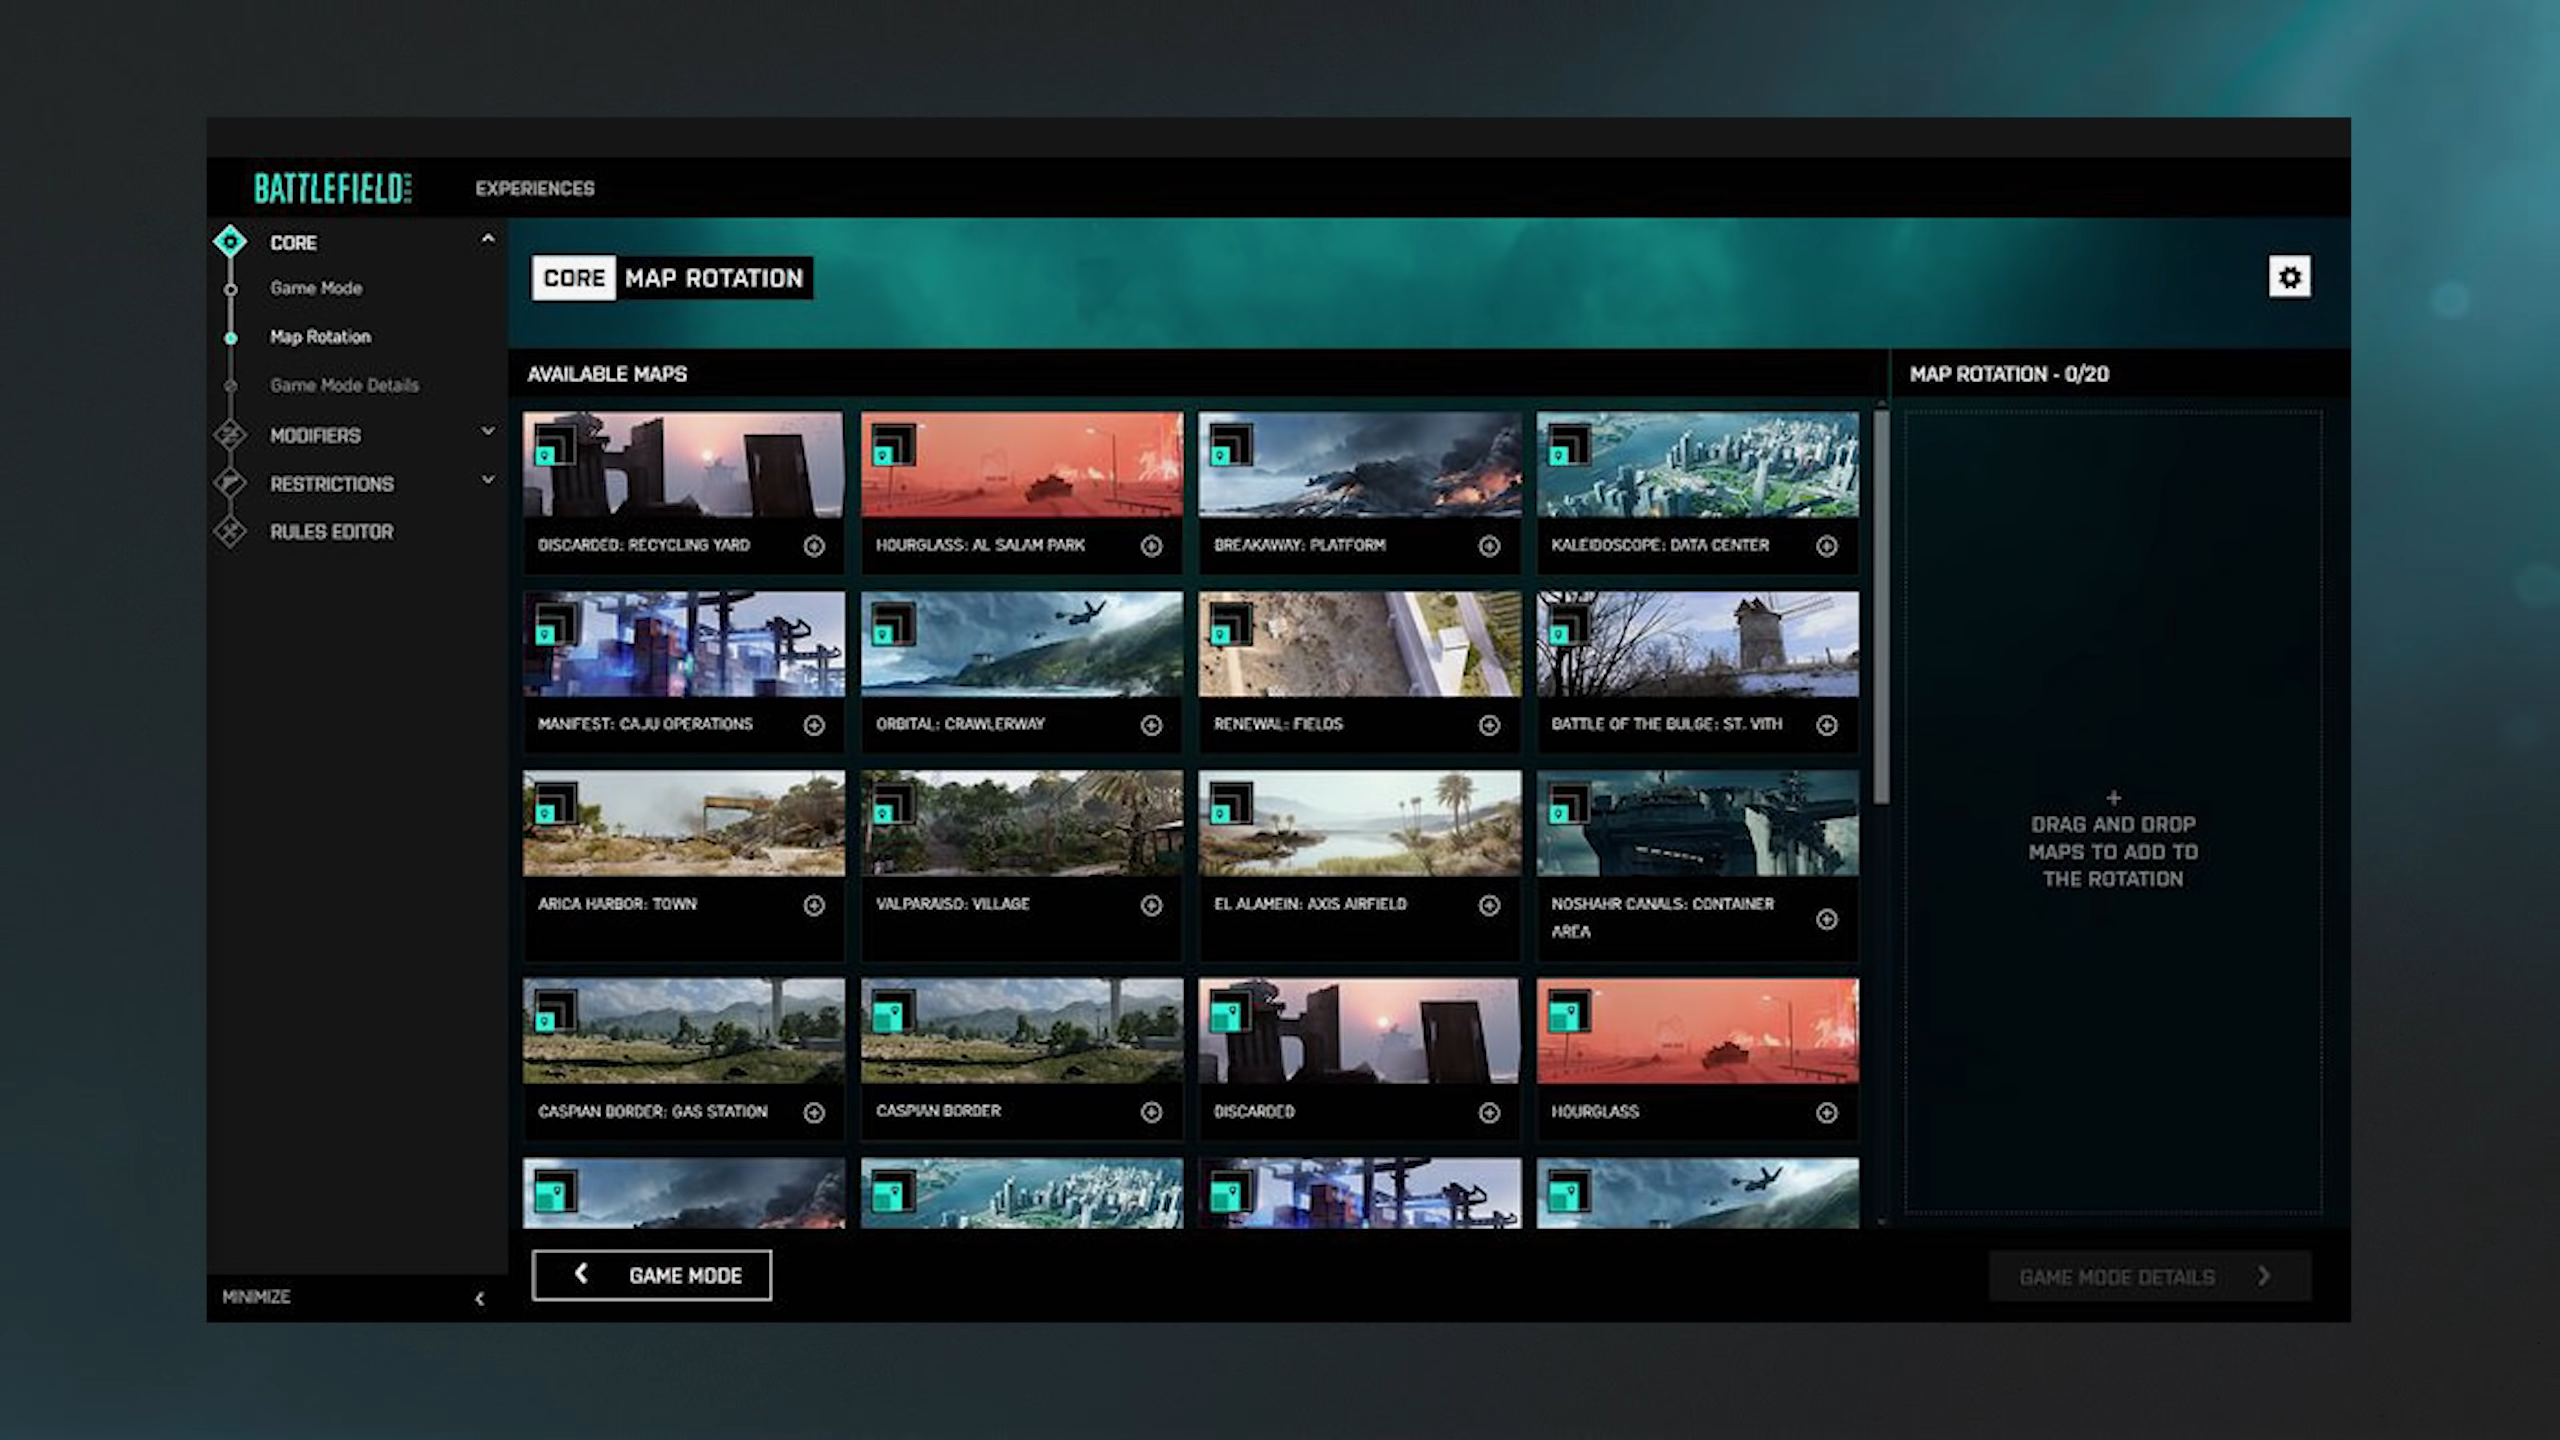 BATTLEFIELD
EXPERIENCES
CORE
Game Mode
Map Rotation
Game Mode Details
MODIFIERS
RESTRICTIONS
RULES EDITOR
MINIMIZE
CORE MAP ROTATION
AVAILABLE MAPS
DISCARDED: RECYCLING YARD
HOURGLASS: AL SALAM PARK
BREAKAWAY: PLATFORM
KALEIDOSCOPE: DATA CENTER
MANIFEST: CAJU OPERATIONS
ORBITAL: CRAWLERWAY
RENEWAL: FIELDS
BATTLE OF THE BULGE: ST. VITH
ARICA HARBOR: TOWN
VALPARAISO: VILLAGE
EL ALAMEIN: AXIS AIRFIELD
NOSHAHR CANALS: CONTAINER
AREA
CASPIAN BORDER: GAS STATION
CASPIAN BORDER
DISCARDED
HOURGLASS
MAP ROTATION - 0/20
DRAG AND DROP
MAPS TO ADD TO
THE ROTATION
GAME MODE
GAME MODE DETAILS